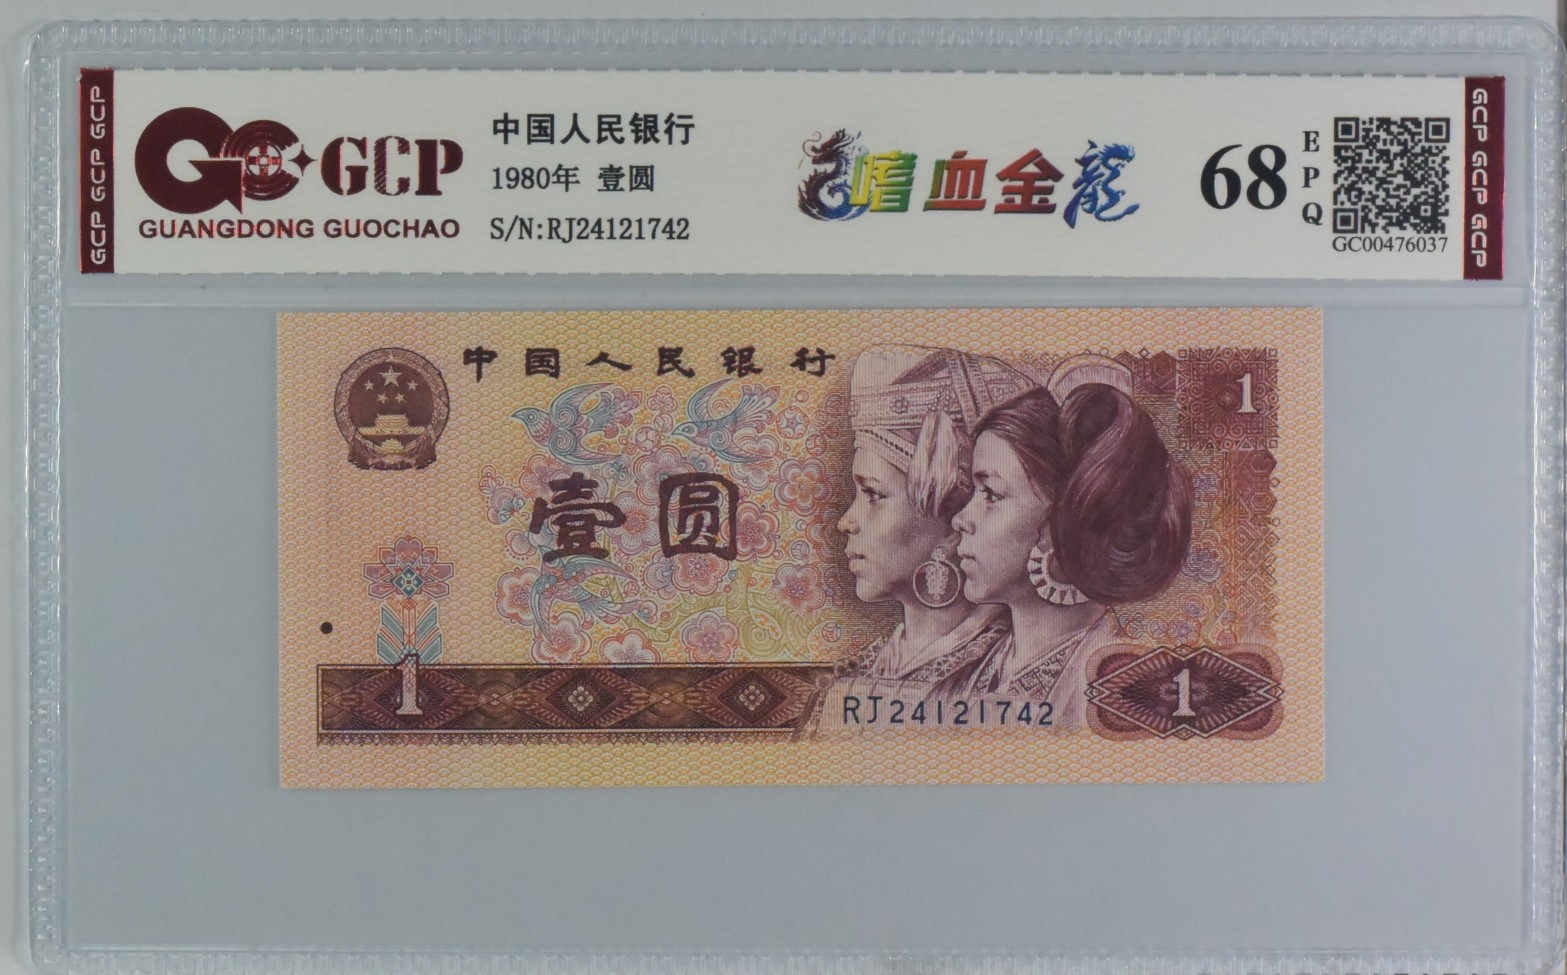 GCP GCP GCP
GCP
GUANGDONG GUOCHAO
中国人民银行
1980年 壹圆
S/N:RJ24121742
嗜血金龍
68
EPQ
GC00476037
GCP GCP GCP
中国人民银行
1
壹圆
1
RJ24121742
1